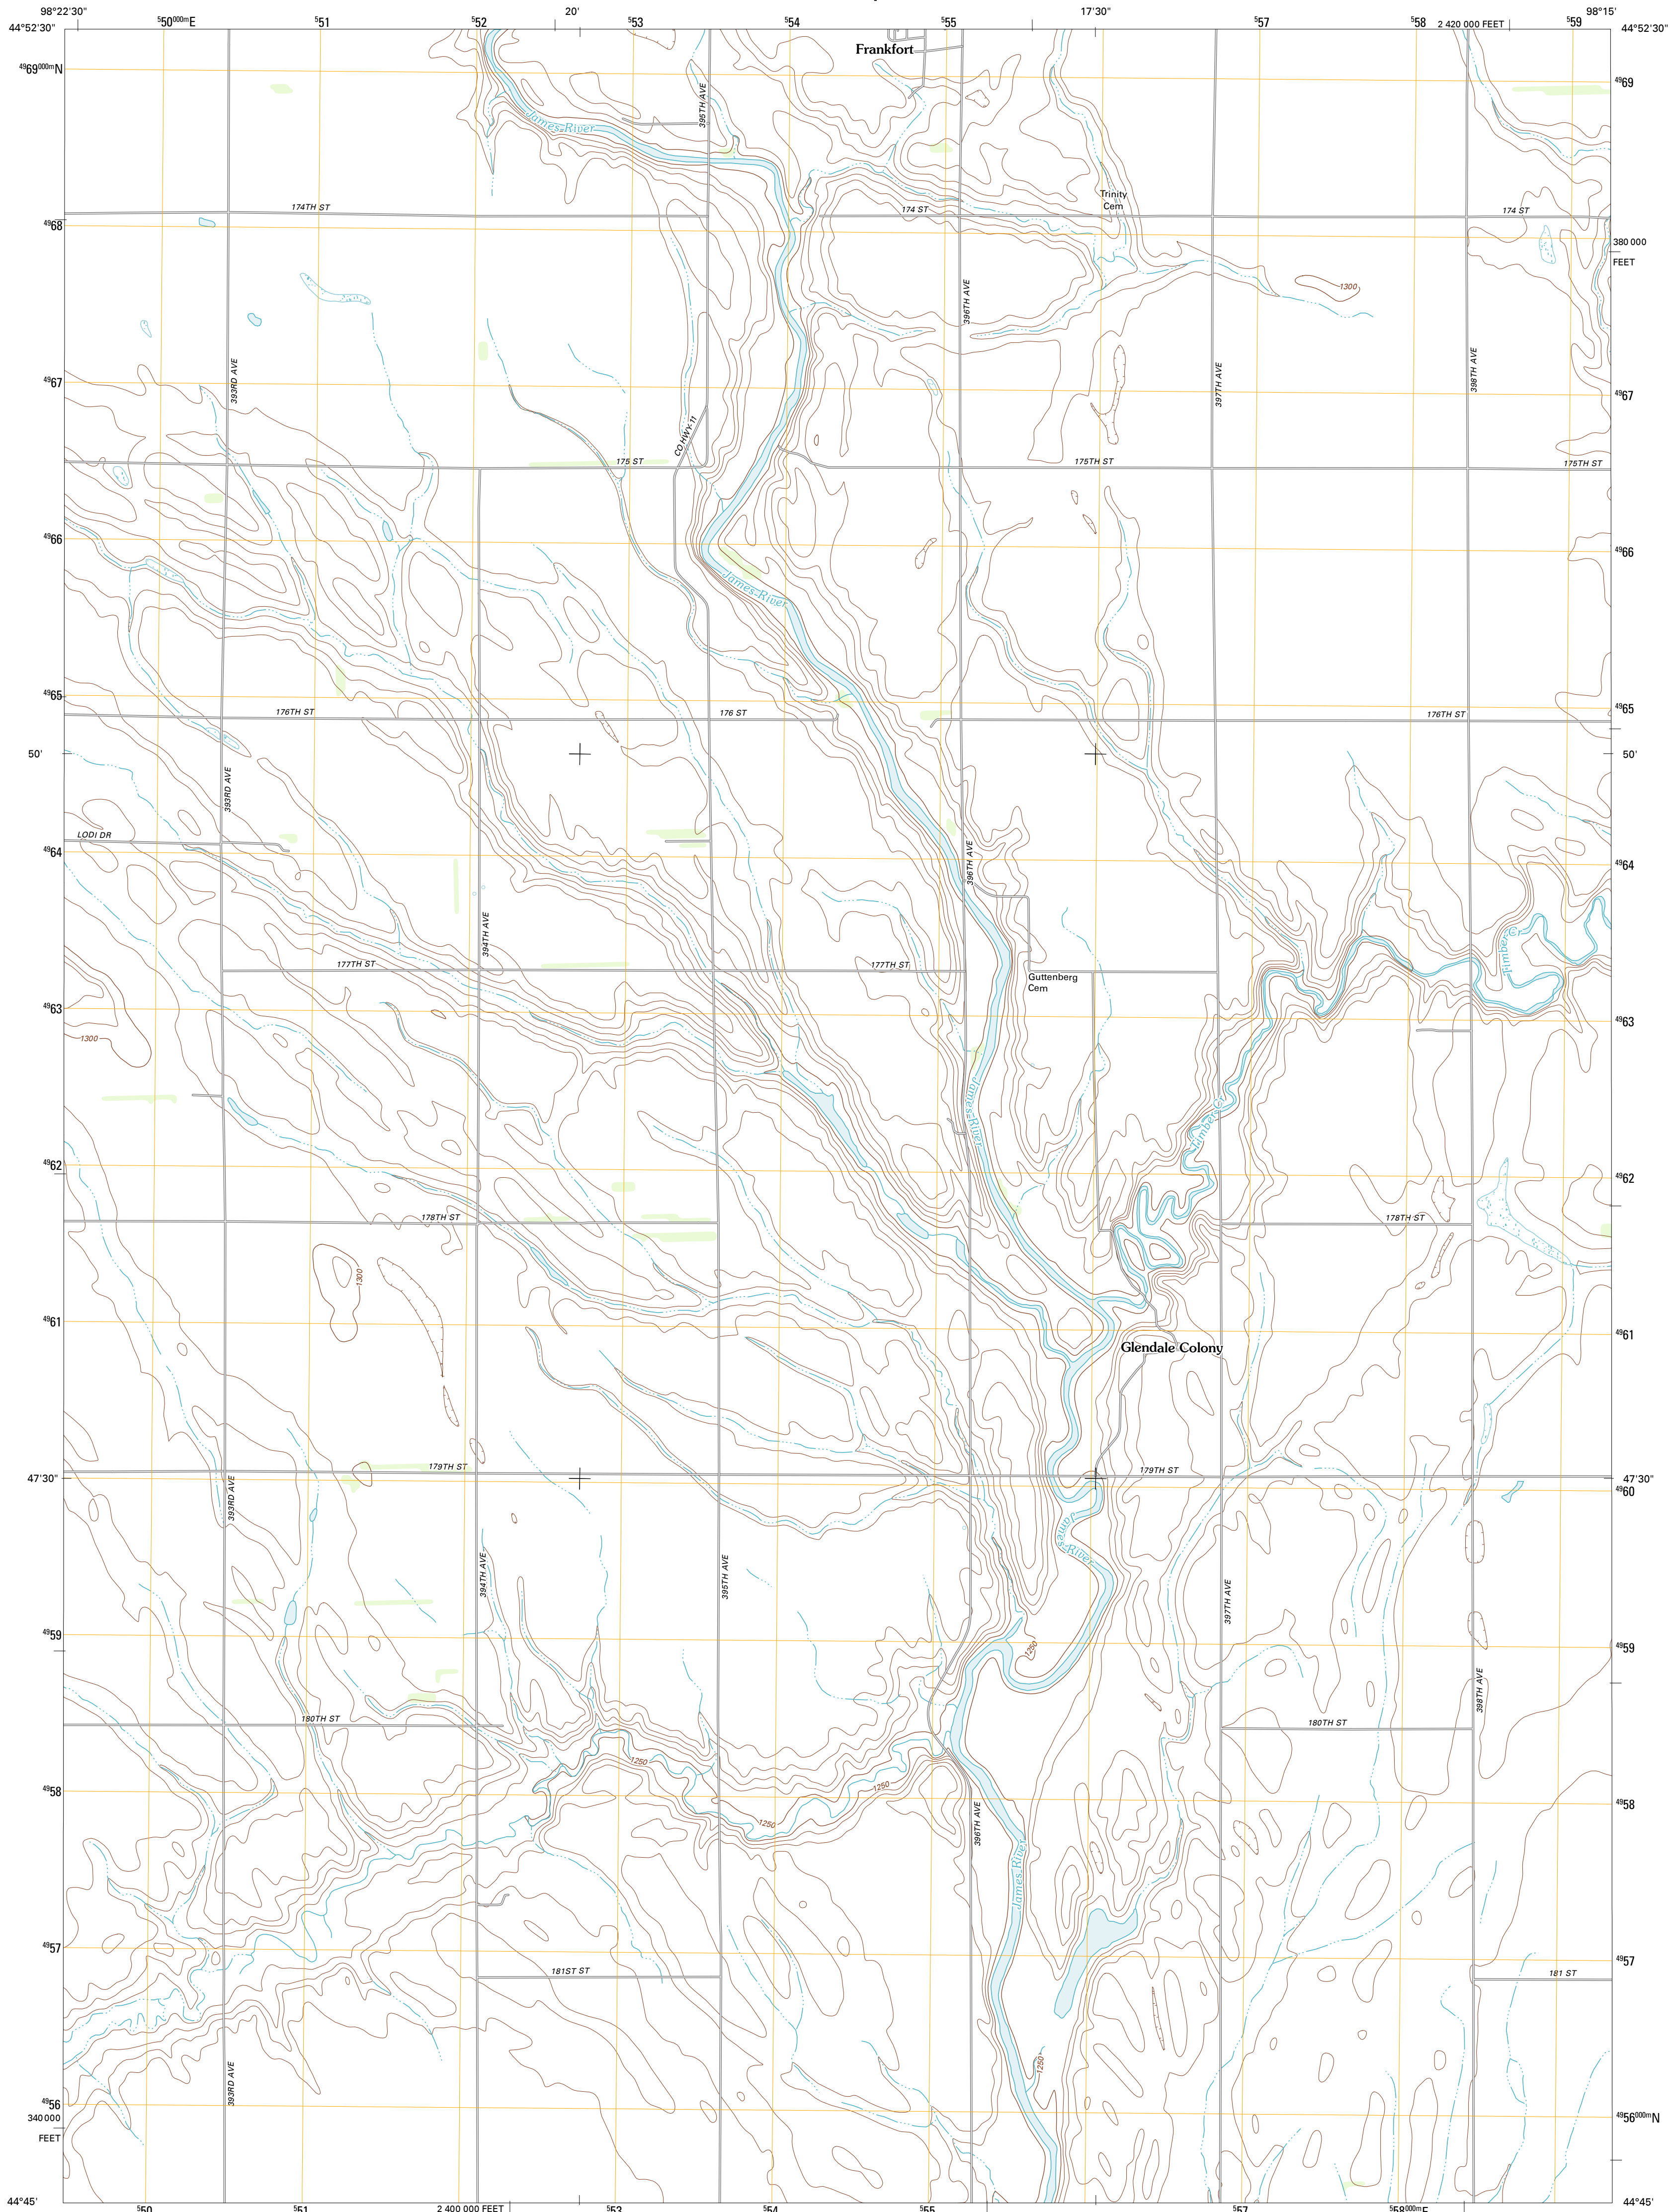 98°22'30"
550000mE
551
552
20'
553
554
555
17'30"
557
558
2 420 000 FEET
559
98°15'
44°52'30"
44°52'30"
Frankfort
4969000mN
4969
395TH AVE
James River
Trinity
Cem
174TH ST
174 ST
174 ST
4968
380 000
FEET
1300
396TH AVE
393RD AVE
397TH AVE
398TH AVE
4967
4967
CO HWY-11
175 ST
175TH ST
175TH ST
4966
4966
James River
4965
4965
176TH ST
176 ST
176TH ST
50'
50'
393RD AVE
LODI DR
4964
4964
396TH AVE
394TH AVE
Timber Cr
177TH ST
177TH ST
Guttenberg
Cem
4963
4963
1300
James River
Timber Cr
4962
4962
178TH ST
178TH ST
1300
4961
4961
Glendale Colony
179TH ST
179TH ST
47'30"
47'30"
4960
393RD AVE
James River
394TH AVE
395TH AVE
397TH AVE
4959
4959
1250
398TH AVE
180TH ST
180TH ST
1250
1250
4958
4958
1250
396TH AVE
James River
4957
4957
181ST ST
181 ST
1250
393RD AVE
4956
340 000
FEET
4956000mN
44°45'
44°45'
550
551
2 400 000 FEET
553
554
555
557
558000mE